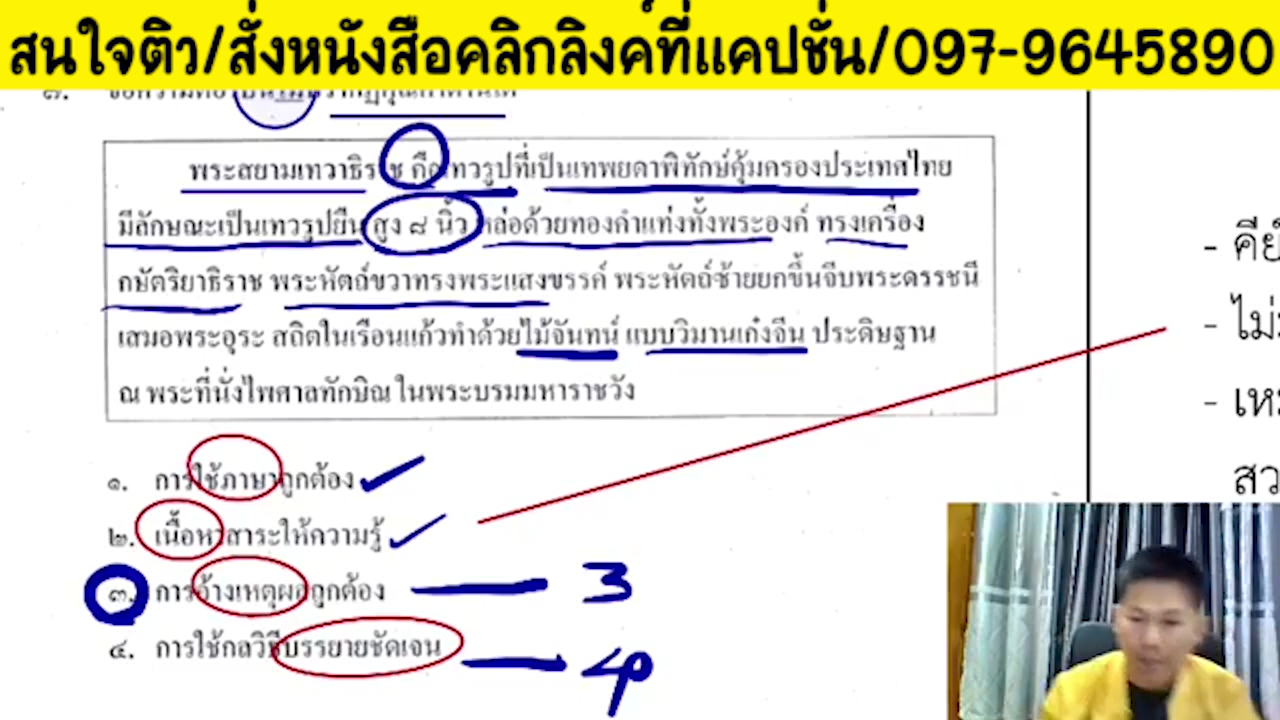 สนใจติว/สั่งหนังสือคลิกลิงค์ที่แคปชั่น/097-9645890
พระสยามเทวาธิราช คือเทวรูปที่เป็นเทพยดาพิทักษ์คุ้มครองประเทศไทย
มีลักษณะเป็นเทวรูปยืน สูง ๘ นิ้ว หล่อด้วยทองคำแท่งทั้งพระองค์ ทรงเครื่อง
กษัตริยาธิราช พระหัตถ์ขวาทรงพระแสงขรรค์ พระหัตถ์ซ้ายยกขึ้นจีบพระดรรชนี
เสมอพระอุระ สถิตในเรือนแก้วทำด้วยไม้จันทน์ แบบวิมานเก๋งจีน ประดิษฐาน
ณ พระที่นั่งไพศาลทักษิณ ในพระบรมมหาราชวัง
๑. การใช้ภาษาถูกต้อง
๒. เนื้อหาสาระให้ความรู้
๓. การอ้างเหตุผลถูกต้อง 3
๔. การใช้กลวิธีบรรยายชัดเจน